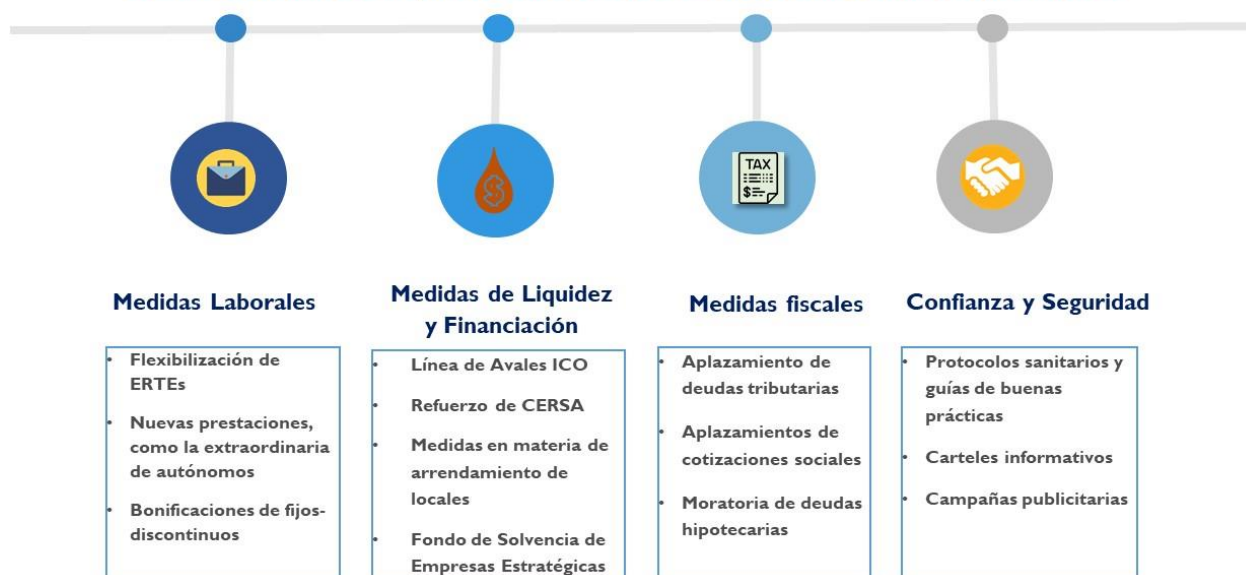 TAX
$
$
Medidas Laborales
Flexibilización de
ERTEs
Nuevas prestaciones,
como la extraordinaria
de autónomos
Bonificaciones de fijos-
discontinuos
Medidas de Liquidez
y Financiación
Línea de Avales ICO
Refuerzo de CERSA
Medidas en materia de
arrendamiento de
locales
Fondo de Solvencia de
Empresas Estratégicas
Medidas fiscales
Aplazamiento de
deudas tributarias
Aplazamientos de
cotizaciones sociales
Moratoria de deudas
hipotecarias
Confianza y Seguridad
Protocolos sanitarios y
guías de buenas
prácticas
Carteles informativos
Campañas publicitarias